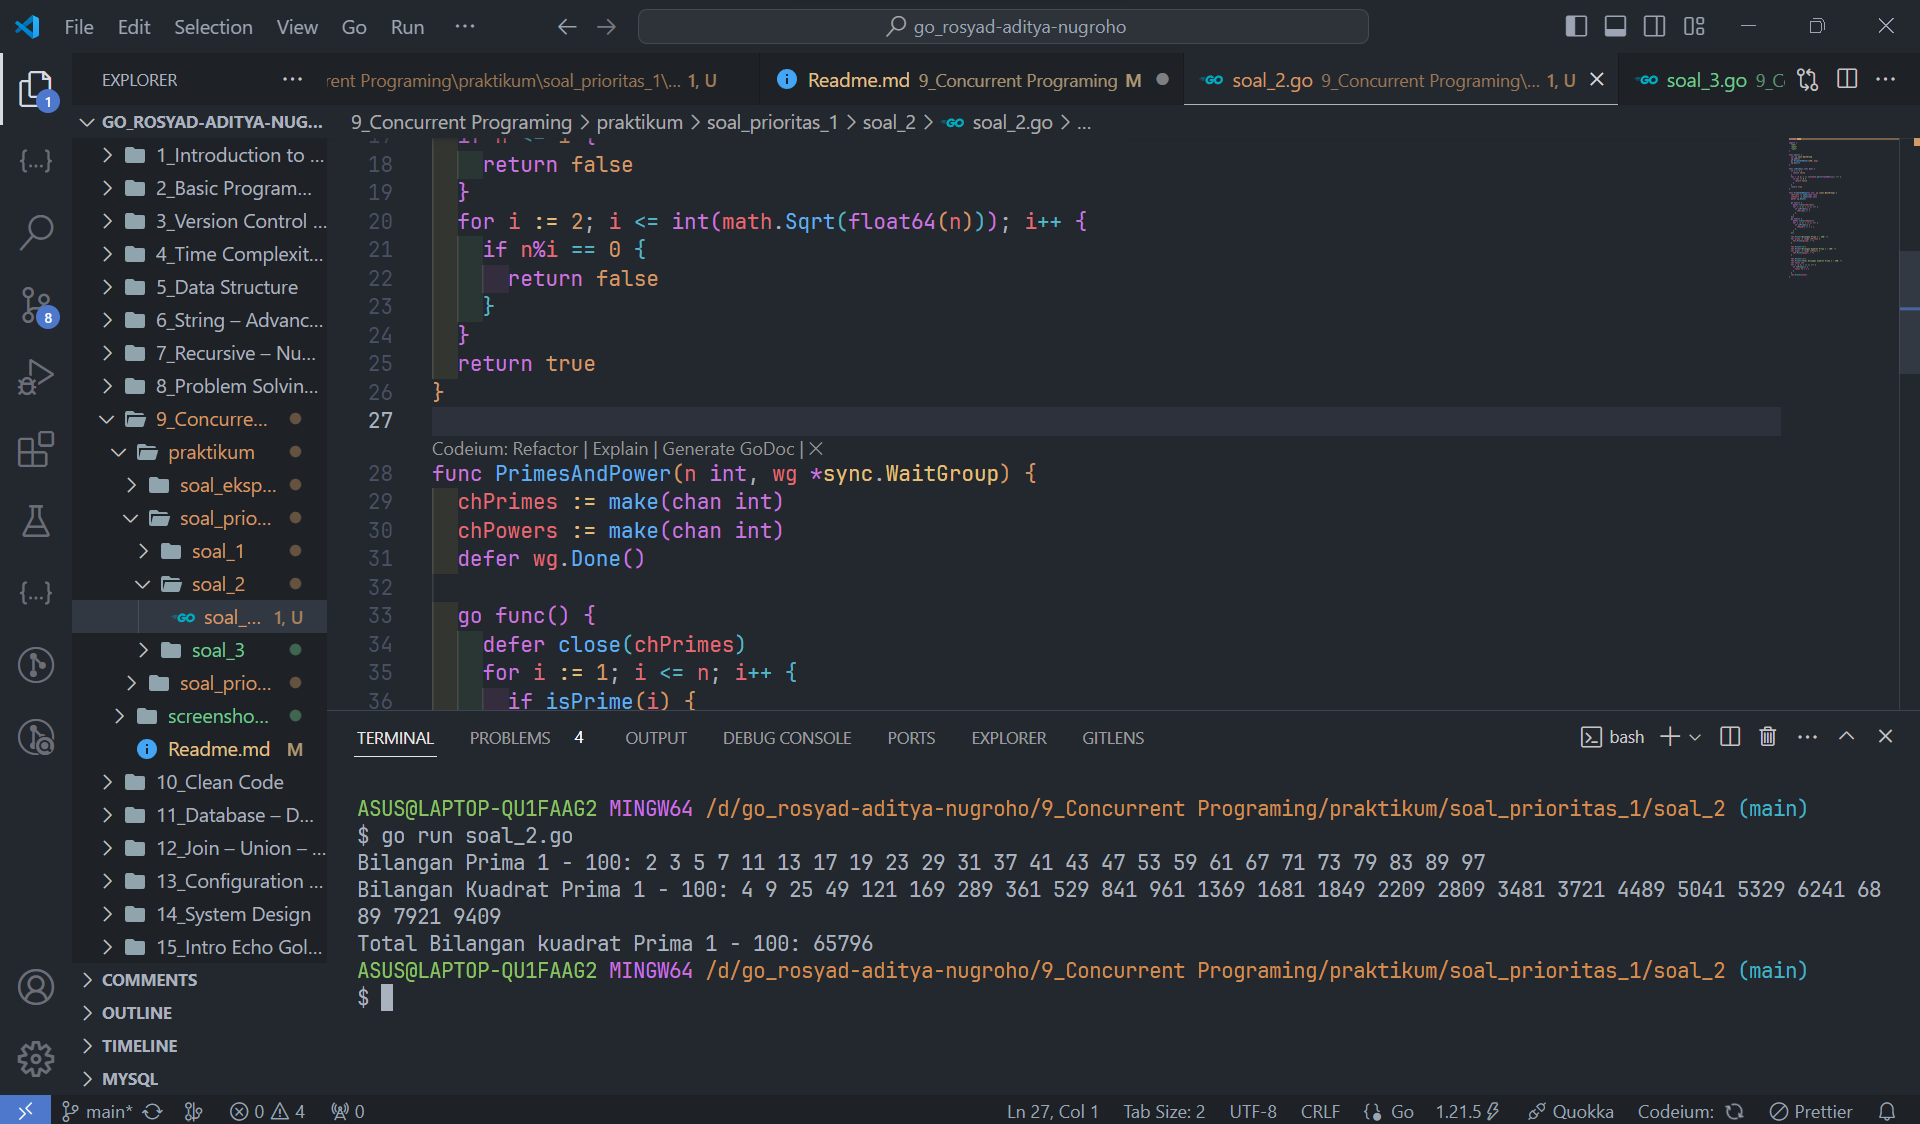 File Edit Selection View Go Run ··· go_rosyad-aditya-nugroho
EXPLORER ···
rent Programing\praktikum\soal_prioritas_1\... 1, U
Readme.md 9_Concurrent Programing M
GO soal_2.go 9_Concurrent Programing\... 1, U
GO soal_3.go 9_C
GO_ROSYAD-ADITYA-NUG...
9_Concurrent Programing > praktikum > soal_prioritas_1 > soal_2 > GO soal_2.go > ...
1
8
1_Introduction to ...
2_Basic Program...
3_Version Control ...
4_Time Complexit...
5_Data Structure
6_String – Advanc...
7_Recursive – Nu...
8_Problem Solvin...
9_Concurre...
praktikum
soal_eksp...
soal_prio...
soal_1
soal_2
GO soal_... 1, U
soal_3
soal_prio...
screensho...
Readme.md M
10_Clean Code
11_Database – D...
12_Join – Union – ...
13_Configuration ...
14_System Design
15_Intro Echo Gol...
COMMENTS
OUTLINE
TIMELINE
MYSQL
18 return false
19 }
20 for i := 2; i <= int(math.Sqrt(float64(n))); i++ {
21 if n%i == 0 {
22 return false
23 }
24 }
25 return true
26 }
27
Codeium: Refactor | Explain | Generate GoDoc | X
28 func PrimesAndPower(n int, wg *sync.WaitGroup) {
29 chPrimes := make(chan int)
30 chPowers := make(chan int)
31 defer wg.Done()
32
33 go func() {
34 defer close(chPrimes)
35 for i := 1; i <= n; i++ {
36 if isPrime(i) {
TERMINAL PROBLEMS 4 OUTPUT DEBUG CONSOLE PORTS EXPLORER GITLENS bash
ASUS@LAPTOP-QU1FAAG2 MINGW64 /d/go_rosyad-aditya-nugroho/9_Concurrent Programing/praktikum/soal_prioritas_1/soal_2 (main)
$ go run soal_2.go
Bilangan Prima 1 - 100: 2 3 5 7 11 13 17 19 23 29 31 37 41 43 47 53 59 61 67 71 73 79 83 89 97
Bilangan Kuadrat Prima 1 - 100: 4 9 25 49 121 169 289 361 529 841 961 1369 1681 1849 2209 2809 3481 3721 4489 5041 5329 6241 68
89 7921 9409
Total Bilangan kuadrat Prima 1 - 100: 65796
ASUS@LAPTOP-QU1FAAG2 MINGW64 /d/go_rosyad-aditya-nugroho/9_Concurrent Programing/praktikum/soal_prioritas_1/soal_2 (main)
$
main* 0 4 0 Ln 27, Col 1 Tab Size: 2 UTF-8 CRLF Go 1.21.5 Quokka Codeium: Prettier